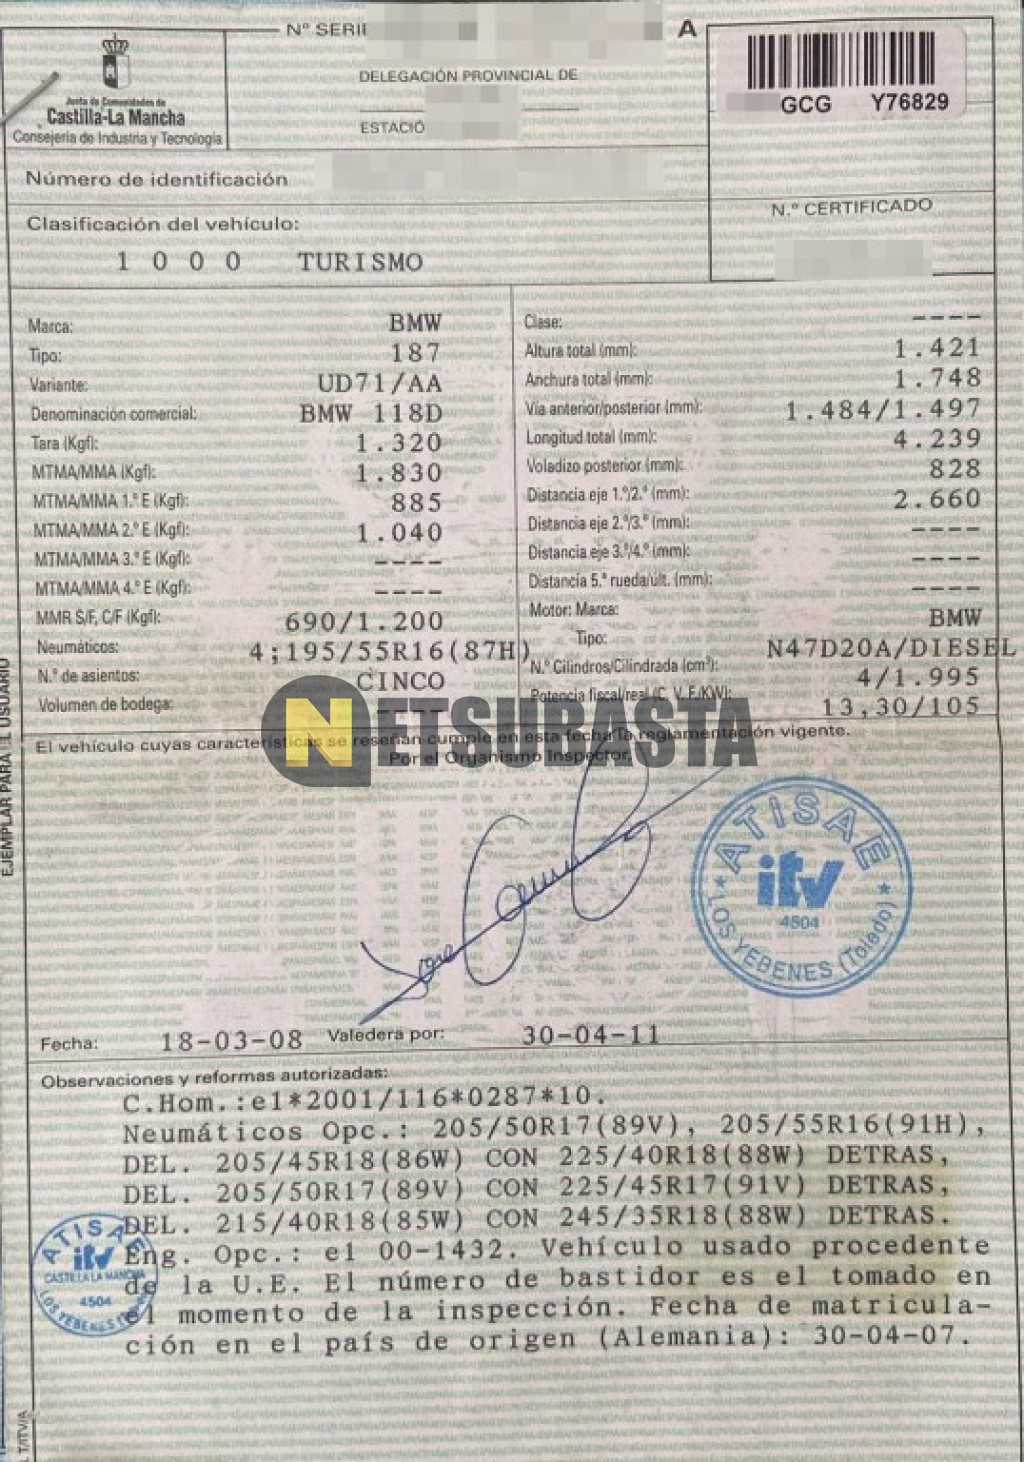 Nº SERI
A
DELEGACIÓN PROVINCIAL DE
ESTACIÓ
Junta de Comunidades de
Castilla-La Mancha
Consejería de Industria y Tecnología
GCG Y76829
Número de identificación
N.º CERTIFICADO
Clasificación del vehículo:
1 0 0 0 TURISMO
Marca: BMW
Tipo: 187
Variante: UD71/AA
Denominación comercial: BMW 118D
Tara (Kgf): 1.320
MTMA/MMA (Kgf): 1.830
MTMA/MMA 1.º E (Kgf): 885
MTMA/MMA 2.º E (Kgf): 1.040
MTMA/MMA 3.º E (Kgf): ----
MTMA/MMA 4.º E (Kgf): ----
MMR S/F, C/F (Kgf): 690/1.200
Neumáticos: 4;195/55R16(87H)
N.º de asientos: CINCO
Volumen de bodega: ----
Clase: ----
Altura total (mm): 1.421
Anchura total (mm): 1.748
Vía anterior/posterior (mm): 1.484/1.497
Longitud total (mm): 4.239
Voladizo posterior (mm): 828
Distancia eje 1.º/2.º (mm): 2.660
Distancia eje 2.º/3.º (mm): ----
Distancia eje 3.º/4.º (mm): ----
Distancia 5.ª rueda/últ. (mm): ----
Motor: Marca: BMW
Tipo: N47D20A/DIESEL
N.º Cilindros/Cilindrada (cm³): 4/1.995
Potencia fiscal/real (C. V. F/KW): 13,30/105
NETSUBASTA
El vehículo cuyas características se reseñan cumple en esta fecha la reglamentación vigente.
Por el Organismo Inspector,
ATISAE
itv
4504
LOS YEBENES (Toledo)
Fecha: 18-03-08 Valedera por: 30-04-11
Observaciones y reformas autorizadas:
C.Hom.:e1*2001/116*0287*10.
Neumáticos Opc.: 205/50R17(89V), 205/55R16(91H),
DEL. 205/45R18(86W) CON 225/40R18(88W) DETRAS,
DEL. 205/50R17(89V) CON 225/45R17(91V) DETRAS,
DEL. 215/40R18(85W) CON 245/35R18(88W) DETRAS.
Eng. Opc.: e1 00-1432. Vehículo usado procedente
de la U.E. El número de bastidor es el tomado en
el momento de la inspección. Fecha de matricula-
ción en el país de origen (Alemania): 30-04-07.
ATISAE
itv
CASTILLA LA MANCHA
4504
LOS YEBENES
EJEMPLAR PARA EL USUARIO
T/ITV/A